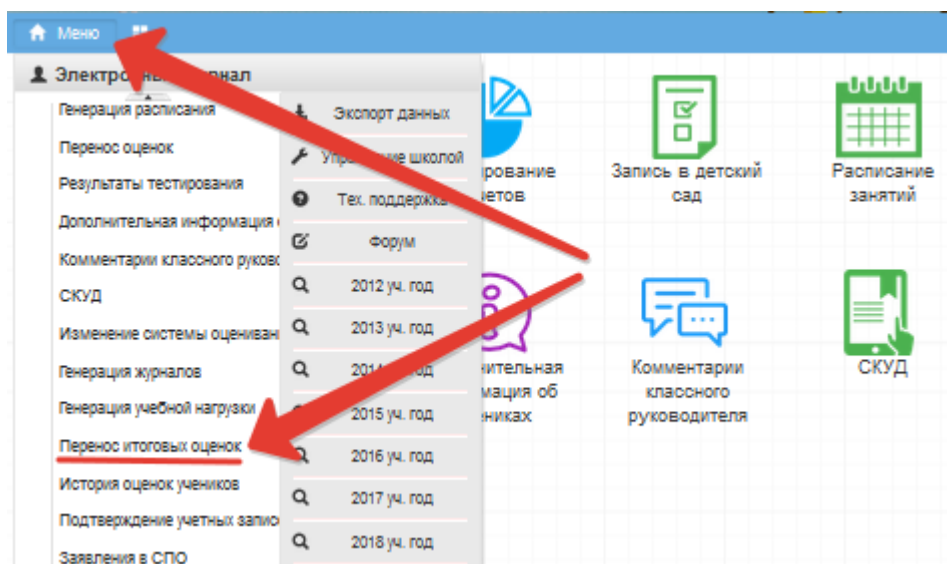 Меню
Электронный журнал
Генерация расписания
Перенос оценок
Результаты тестирования
Дополнительная информация
Комментарии классного
СКУД
Изменение системы
Генерация журналов
Генерация учебной нагрузки
Перенос итоговых оценок
История оценок учеников
Подтверждение учетных
Заявления в СПО
Экспорт данных
Управление школой
Тех. поддержка
Форум
2012 уч. год
2013 уч. год
2014 уч. год
2015 уч. год
2016 уч. год
2017 уч. год
2018 уч. год
Запись в детский
сад
Расписание
занятий
Комментарии
классного
руководителя
СКУД